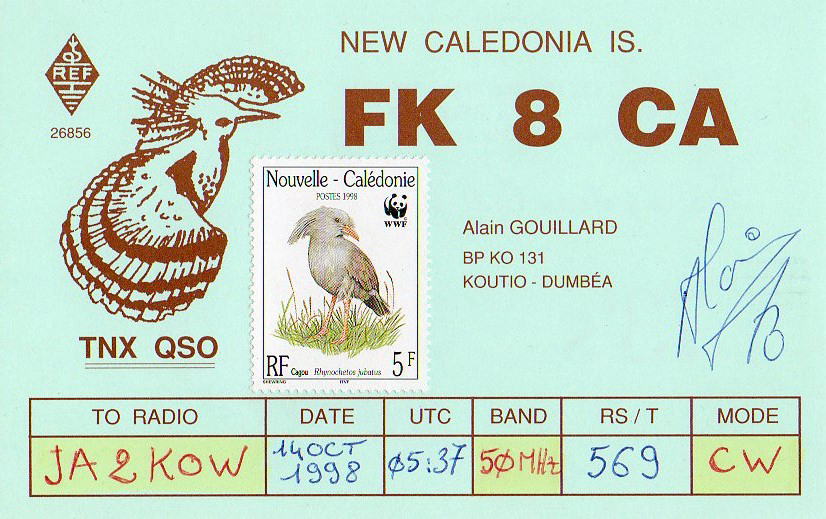 NEW CALEDONIA IS.
REF
26856
FK 8 CA
Nouvelle - Calédonie
POSTES 1998
WWF
Alain GOUILLARD
BP KO 131
KOUTIO - DUMBÉA
TNX QSO
RF
Cagou Rhynochetos jubatus
5 F
TO RADIO DATE UTC BAND RS / T MODE
JA2KOW 14 OCT 1998 Ø5:37 5ØMHz 569 CW